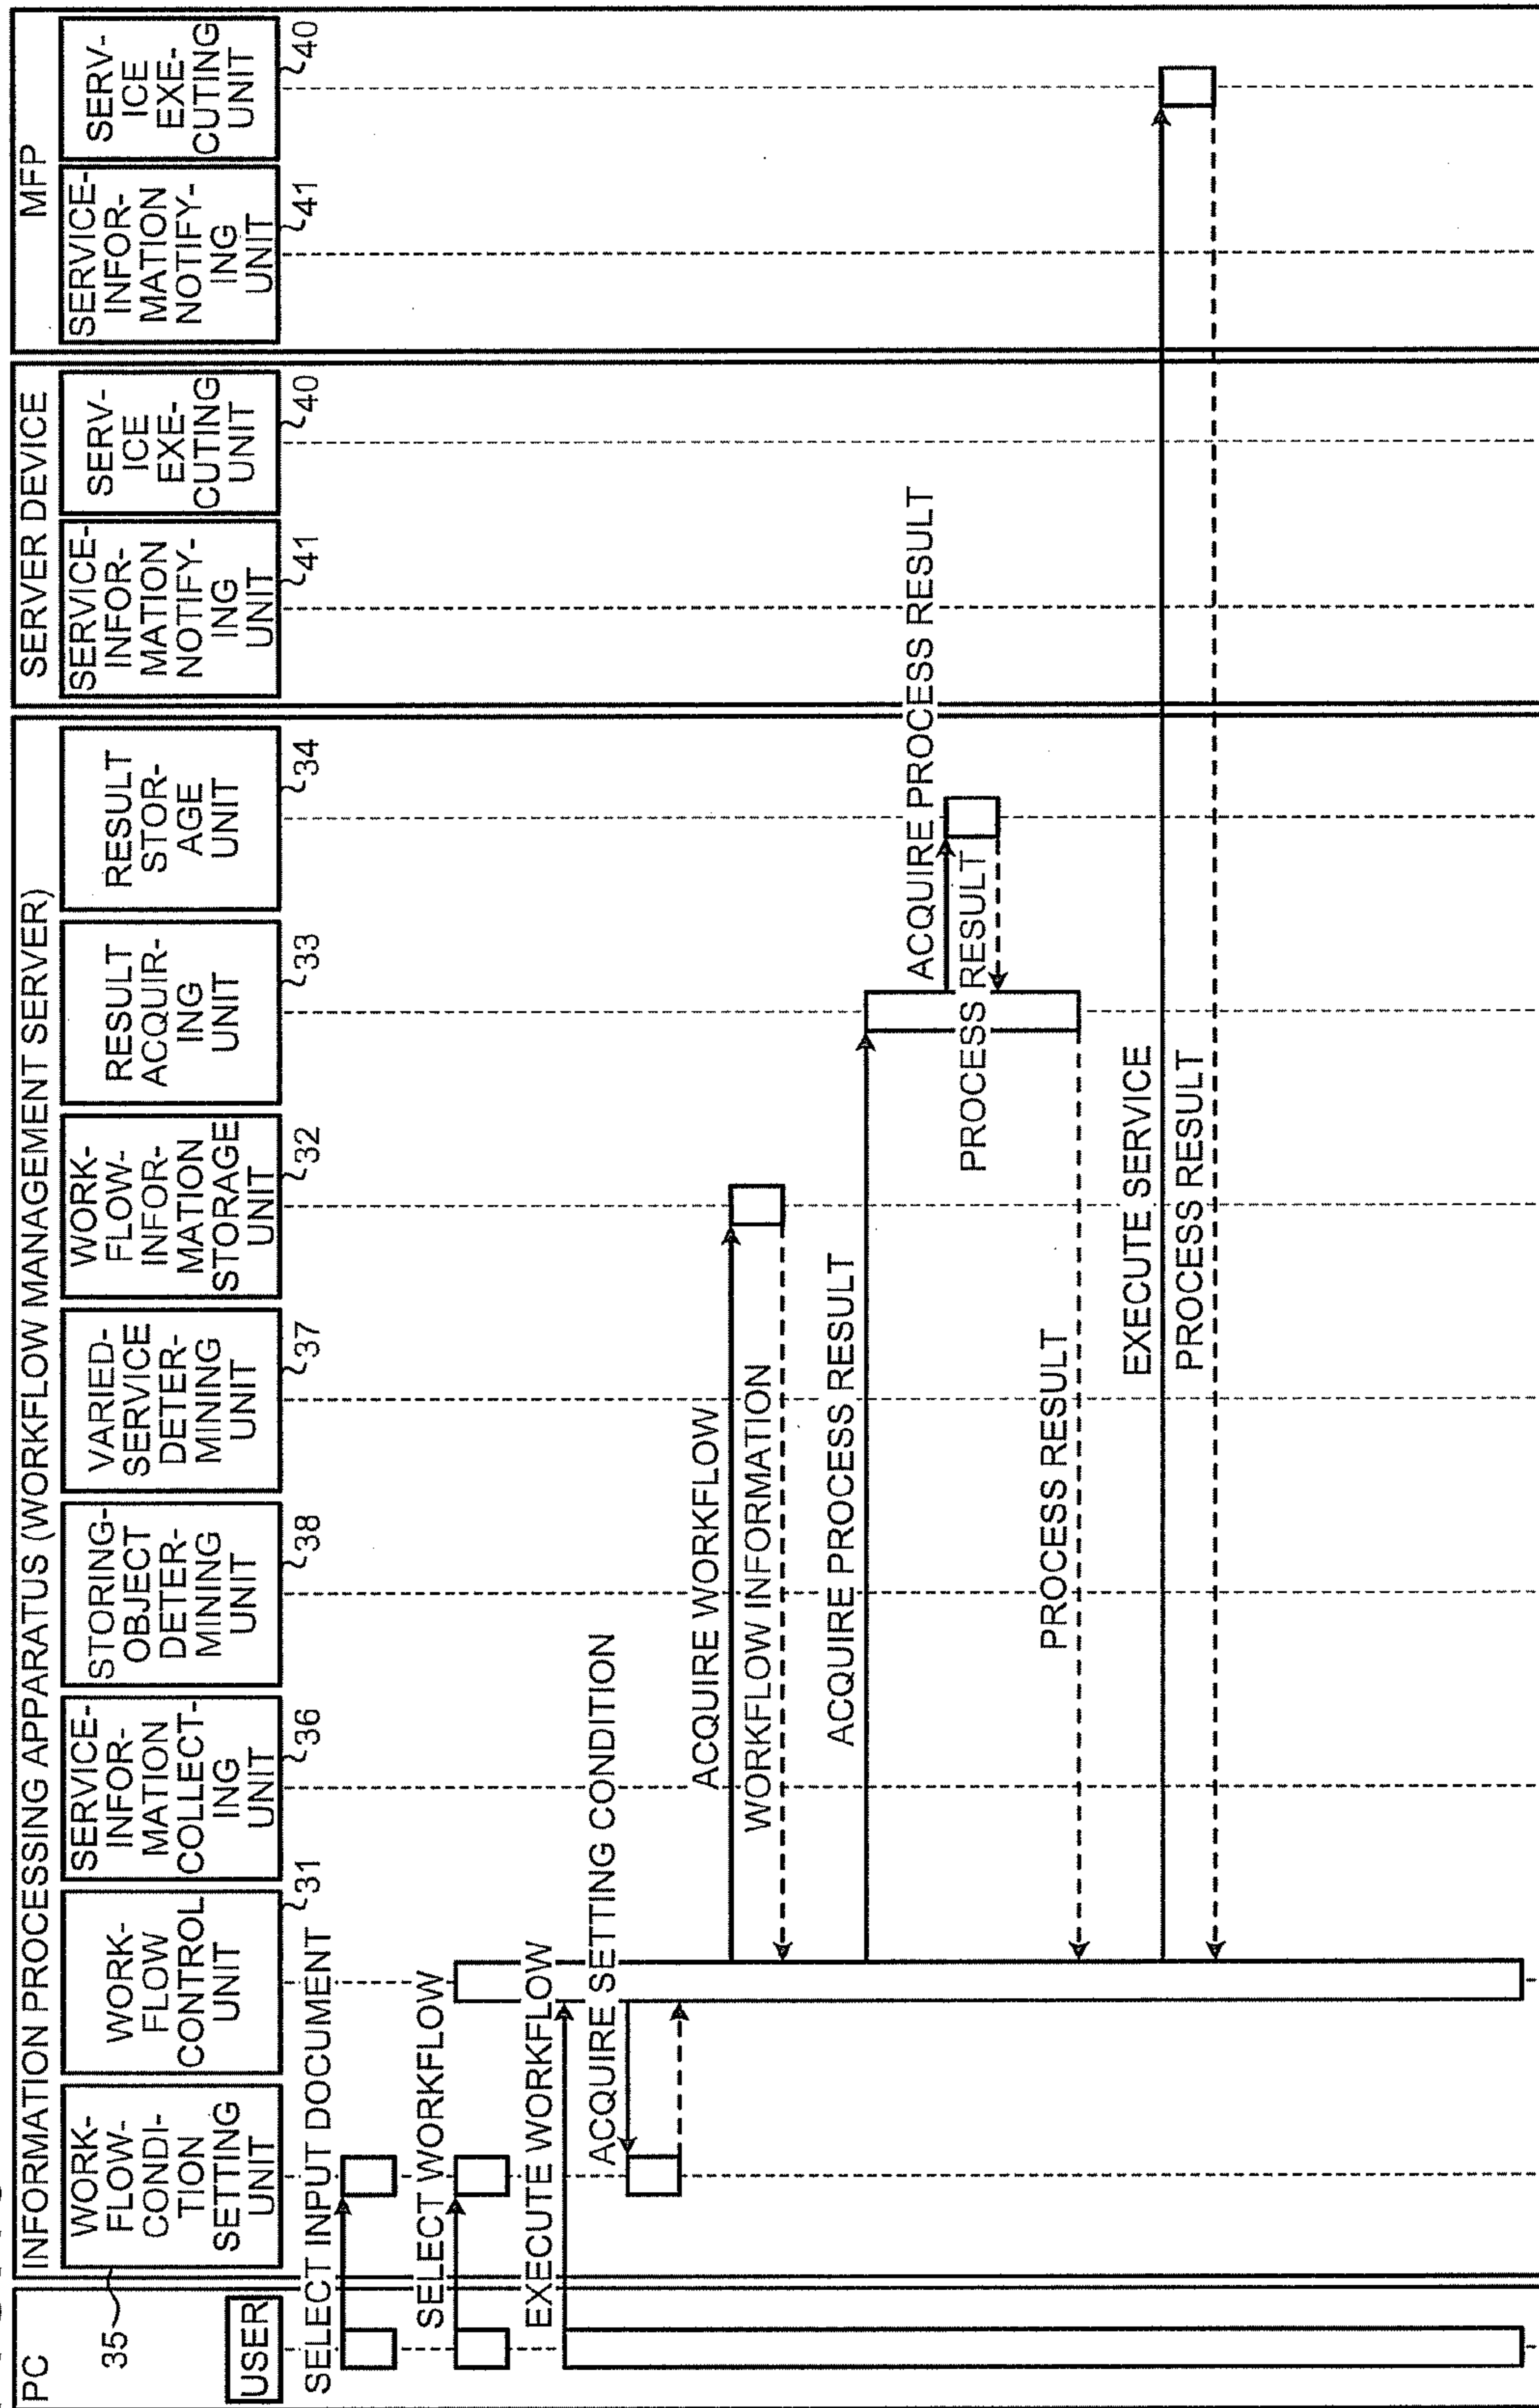 PC
INFORMATION PROCESSING APPARATUS (WORKFLOW MANAGEMENT SERVER)
SERVER DEVICE
MFP
35
USER
WORK-
FLOW-
CONDI-
TION
SETTING
UNIT
WORK-
FLOW
CONTROL
UNIT
31
SERVICE-
INFOR-
MATION
COLLECT-
ING
UNIT
36
STORING-
OBJECT
DETER-
MINING
UNIT
38
VARIED-
SERVICE
DETER-
MINING
UNIT
37
WORK-
FLOW-
INFOR-
MATION
STORAGE
UNIT
32
RESULT
ACQUIR-
ING
UNIT
33
RESULT
STOR-
AGE
UNIT
34
SERVICE-
INFOR-
MATION
NOTIFY-
ING
UNIT
41
SERV-
ICE
EXE-
CUTING
UNIT
40
SERVICE-
INFOR-
MATION
NOTIFY-
ING
UNIT
41
SERV-
ICE
EXE-
CUTING
UNIT
40
SELECT INPUT DOCUMENT
SELECT WORKFLOW
EXECUTE WORKFLOW
ACQUIRE SETTING CONDITION
ACQUIRE WORKFLOW
WORKFLOW INFORMATION
ACQUIRE PROCESS RESULT
ACQUIRE PROCESS RESULT
PROCESS RESULT
PROCESS RESULT
EXECUTE SERVICE
PROCESS RESULT